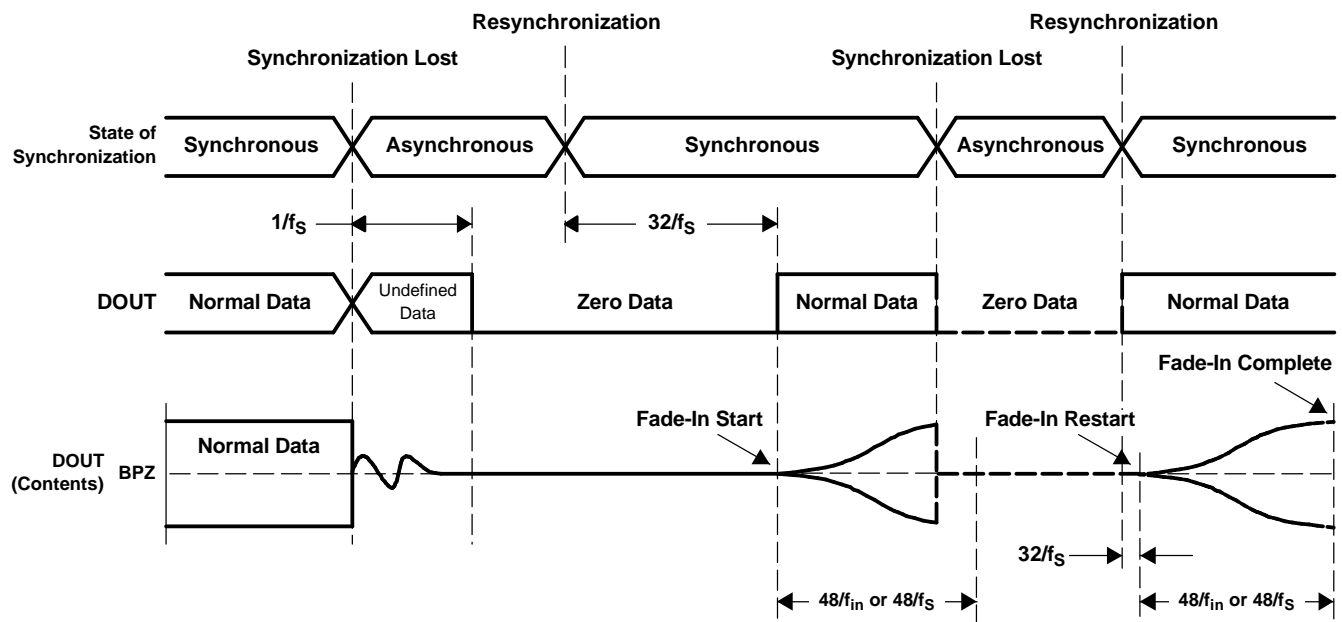 Resynchronization
Resynchronization
Synchronization Lost
Synchronization Lost
State of
Synchronization
Synchronous
Asynchronous
Synchronous
Asynchronous
Synchronous
1/fS
32/fS
DOUT
Normal Data
Undefined
Data
Zero Data
Normal Data
Zero Data
Normal Data
Fade-In Complete
Fade-In Start
Fade-In Restart
Normal Data
DOUT
(Contents)
BPZ
32/fS
48/fin or 48/fS
48/fin or 48/fS